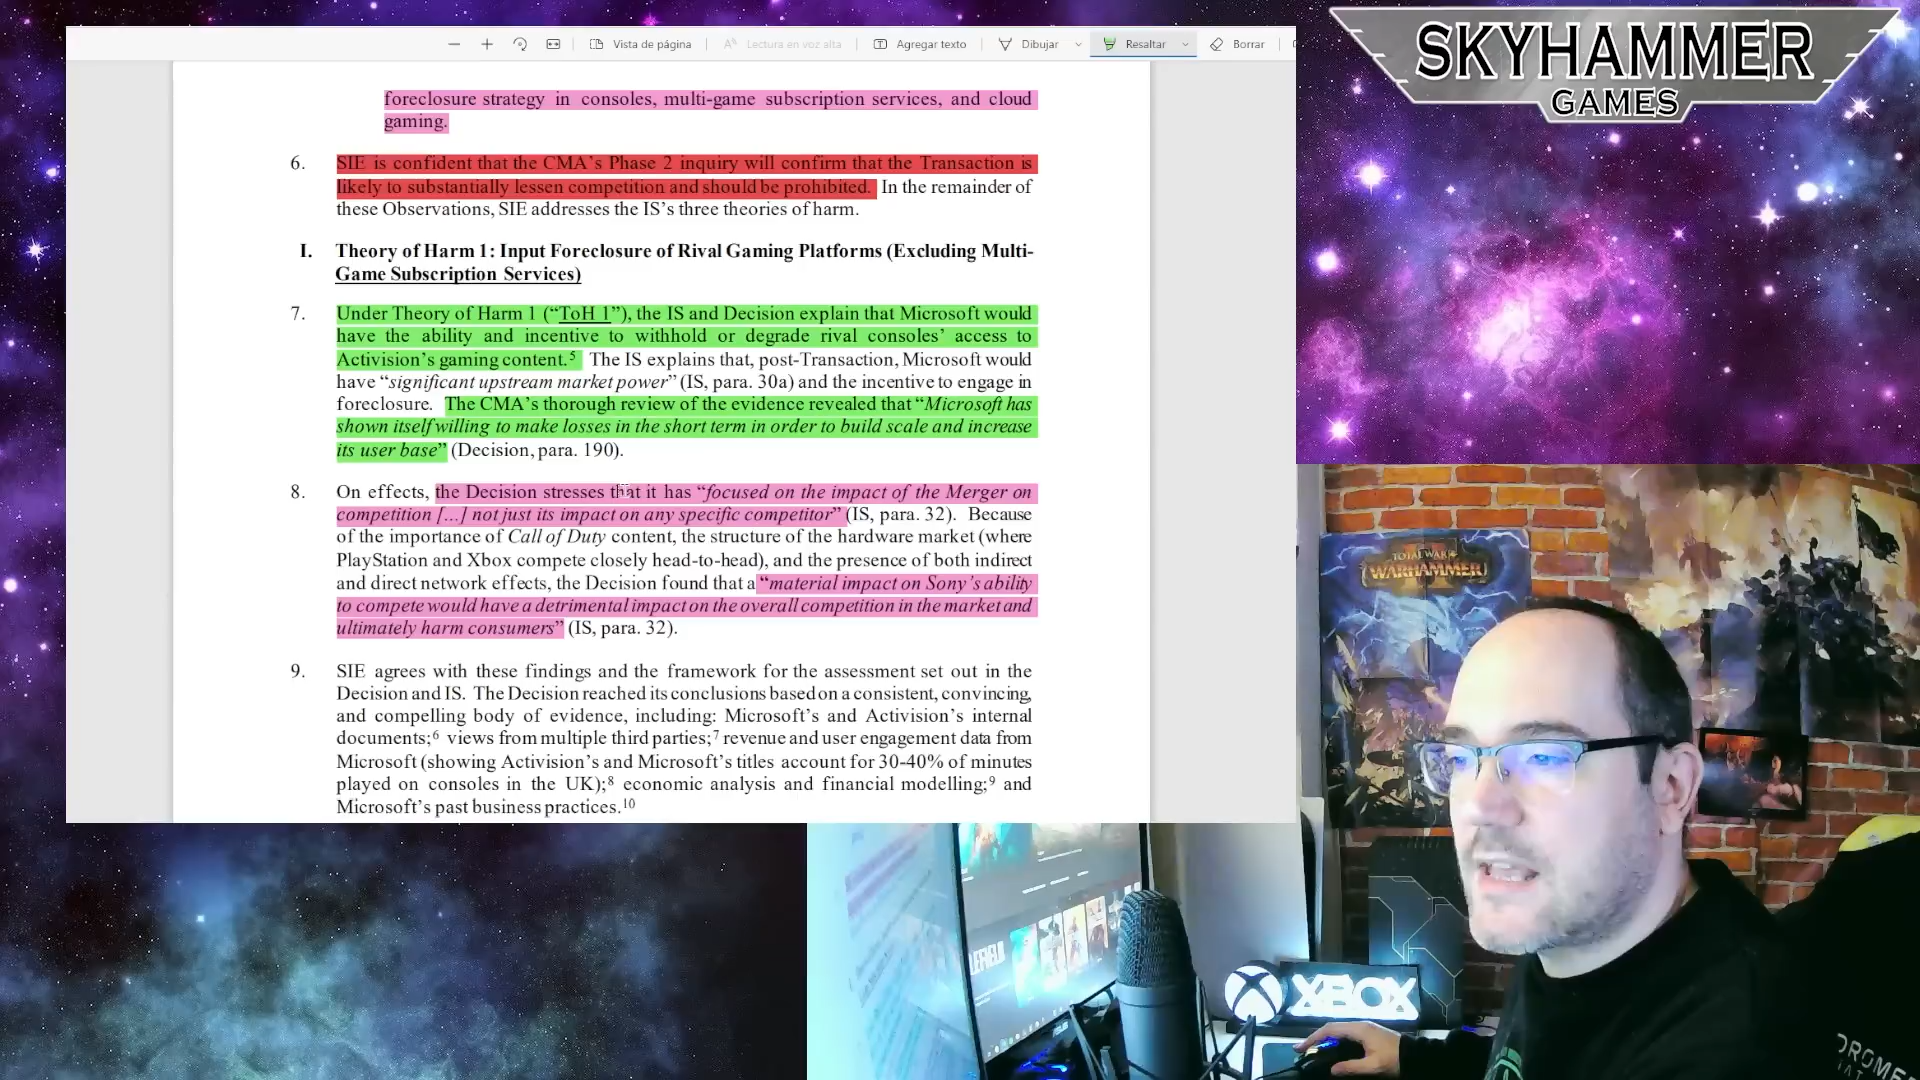 Vista de página
Lectura en voz alta
Agregar texto
Dibujar
Resaltar
Borrar
SKYHAMMER
GAMES
foreclosure strategy in consoles, multi-game subscription services, and cloud
gaming.
6. SIE is confident that the CMA's Phase 2 inquiry will confirm that the Transaction is
likely to substantially lessen competition and should be prohibited. In the remainder of
these Observations, SIE addresses the IS's three theories of harm.
I. Theory of Harm 1: Input Foreclosure of Rival Gaming Platforms (Excluding Multi-
Game Subscription Services)
7. Under Theory of Harm 1 (“ToH 1”), the IS and Decision explain that Microsoft would
have the ability and incentive to withhold or degrade rival consoles’ access to
Activision’s gaming content.5 The IS explains that, post-Transaction, Microsoft would
have “significant upstream market power” (IS, para. 30a) and the incentive to engage in
foreclosure. The CMA’s thorough review of the evidence revealed that “Microsoft has
shown itself willing to make losses in the short term in order to build scale and increase
its user base” (Decision, para. 190).
8. On effects, the Decision stresses that it has “focused on the impact of the Merger on
competition [...] not just its impact on any specific competitor” (IS, para. 32). Because
of the importance of Call of Duty content, the structure of the hardware market (where
PlayStation and Xbox compete closely head-to-head), and the presence of both indirect
and direct network effects, the Decision found that a “material impact on Sony’s ability
to compete would have a detrimental impact on the overall competition in the market and
ultimately harm consumers” (IS, para. 32).
9. SIE agrees with these findings and the framework for the assessment set out in the
Decision and IS. The Decision reached its conclusions based on a consistent, convincing,
and compelling body of evidence, including: Microsoft’s and Activision’s internal
documents;6 views from multiple third parties;7 revenue and user engagement data from
Microsoft (showing Activision’s and Microsoft’s titles account for 30-40% of minutes
played on consoles in the UK);8 economic analysis and financial modelling;9 and
Microsoft’s past business practices.10
TOTAL WAR
WARHAMMER
XBOX